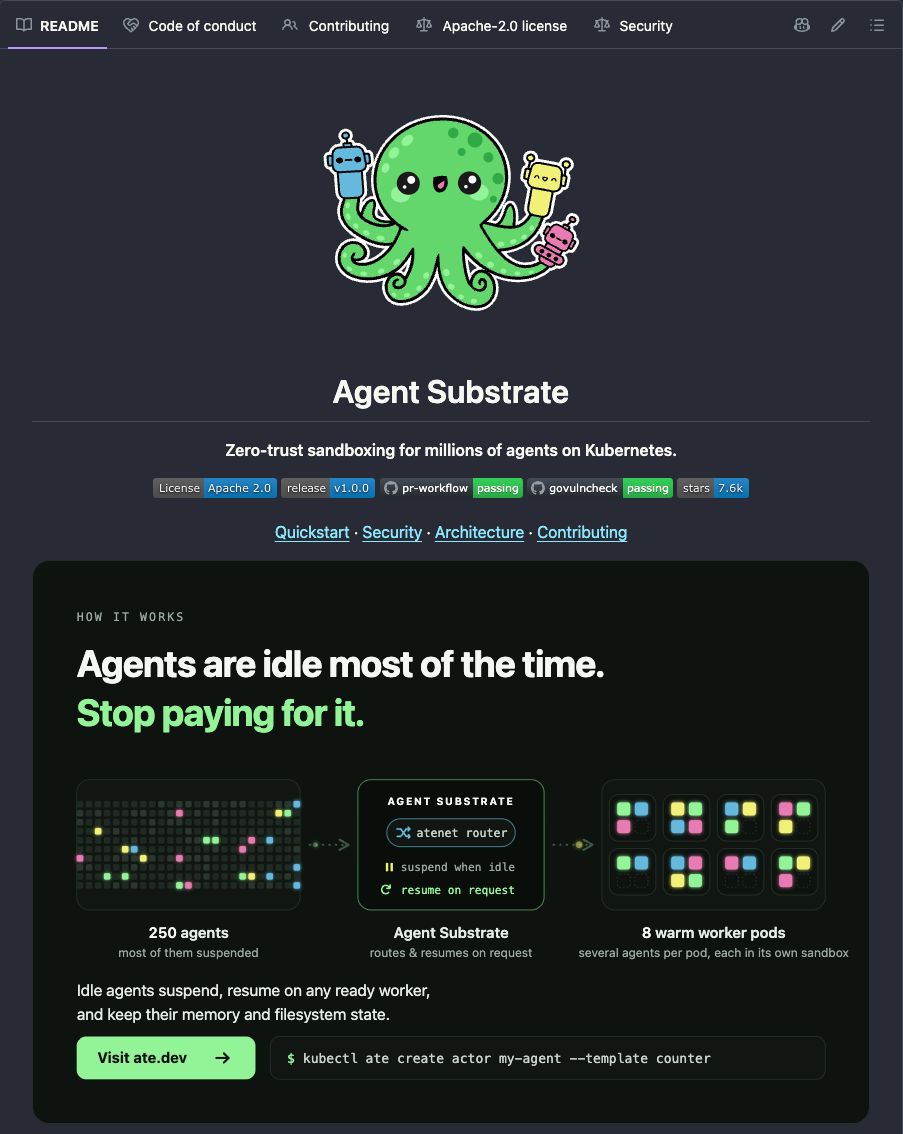 README Code of conduct Contributing Apache-2.0 license Security
Agent Substrate
Zero-trust sandboxing for millions of agents on Kubernetes.
License Apache 2.0 release v1.0.0 pr-workflow passing govulncheck passing stars 7.6k
Quickstart · Security · Architecture · Contributing
HOW IT WORKS
Agents are idle most of the time.
Stop paying for it.
AGENT SUBSTRATE
atenet router
suspend when idle
resume on request
250 agents
most of them suspended
Agent Substrate
routes & resumes on request
8 warm worker pods
several agents per pod, each in its own sandbox
Idle agents suspend, resume on any ready worker,
and keep their memory and filesystem state.
Visit ate.dev →
$ kubectl ate create actor my-agent --template counter